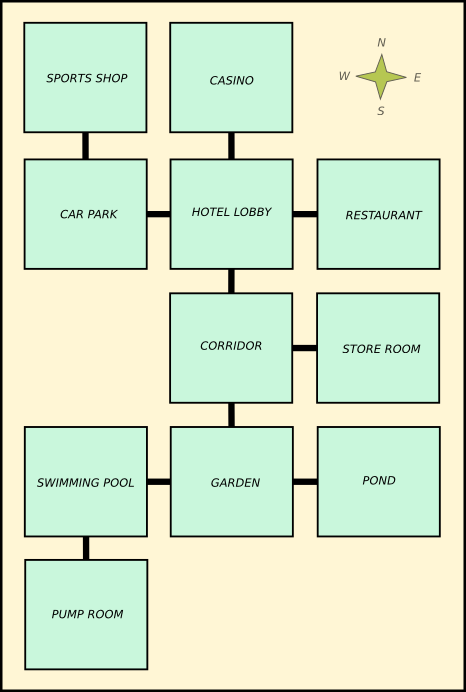 N
W E
S
SPORTS SHOP
CASINO
CAR PARK
HOTEL LOBBY
RESTAURANT
CORRIDOR
STORE ROOM
SWIMMING POOL
GARDEN
POND
PUMP ROOM